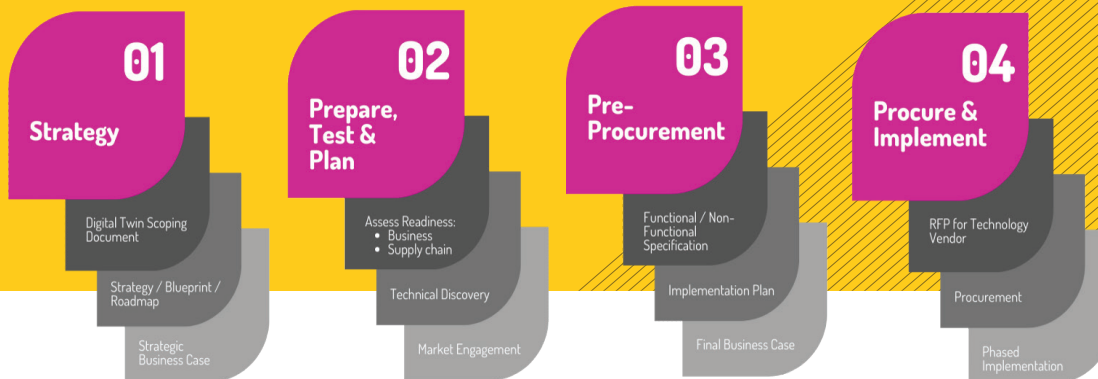 01
Strategy
Digital Twin Scoping
Document
Strategy / Blueprint /
Roadmap
Strategic
Business Case
02
Prepare,
Test &
Plan
Assess Readiness:
• Business
• Supply chain
Technical Discovery
Market Engagement
03
Pre-
Procurement
Functional / Non-
Functional
Specification
Implementation Plan
Final Business Case
04
Procure &
Implement
RFP for Technology
Vendor
Procurement
Phased
Implementation